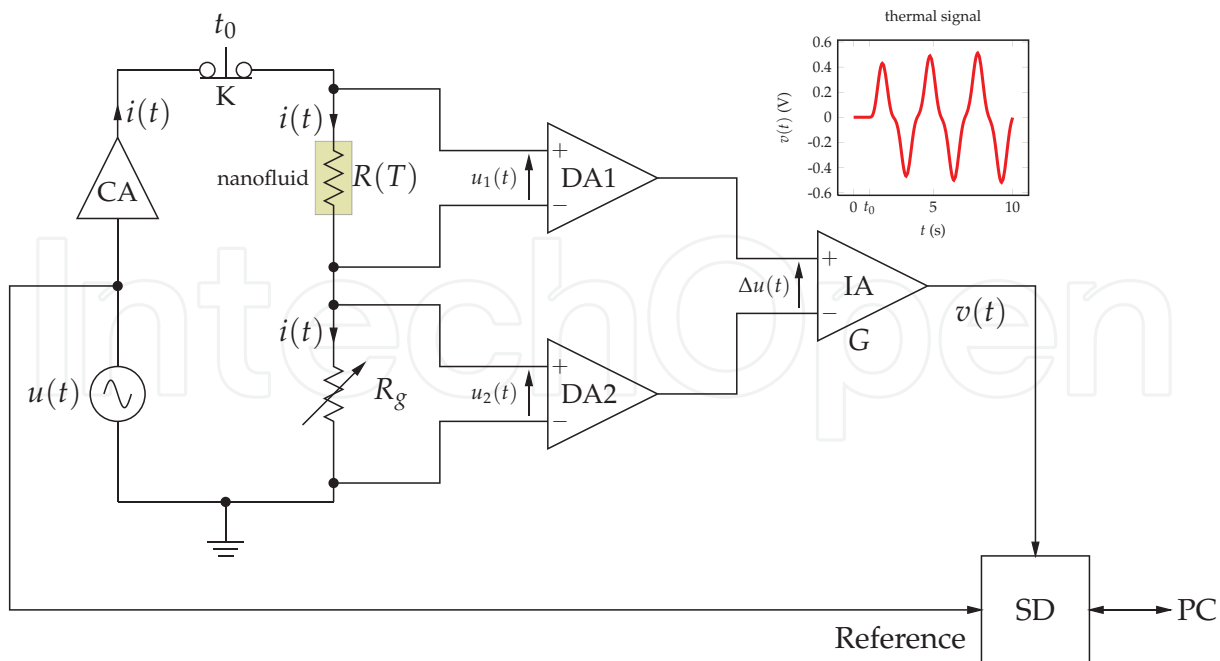 thermal signal
0.6
0.4
0.2
0
-0.2
-0.4
-0.6
v(t) (V)
0 t₀ 5 10
t (s)
t₀
K
i(t)
CA
i(t)
nanofluid
R(T)
u₁(t)
+
DA1
−
Δu(t)
+
IA
−
G
v(t)
i(t)
u(t)
R_g
u₂(t)
+
DA2
−
IntechOpen
SD
PC
Reference